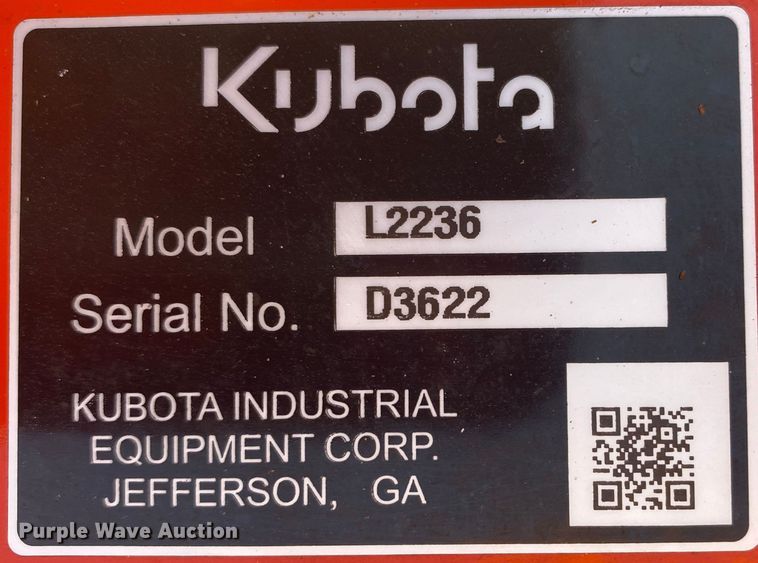 Kubota
Model L2236
Serial No. D3622
KUBOTA INDUSTRIAL
EQUIPMENT CORP.
JEFFERSON, GA
Purple Wave Auction